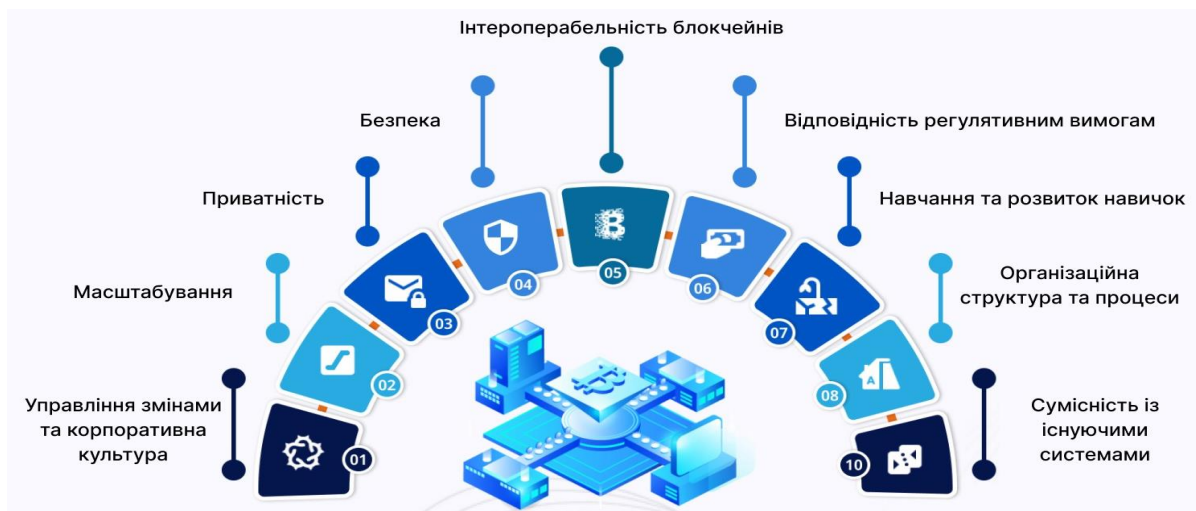 Інтероперабельність блокчейнів
Безпека
Відповідність регулятивним вимогам
Приватність
Навчання та розвиток навичок
Масштабування
Організаційна
структура та процеси
Управління змінами
та корпоративна
культура
Сумісність із
існуючими
системами
01
02
03
04
05
06
07
08
10
A